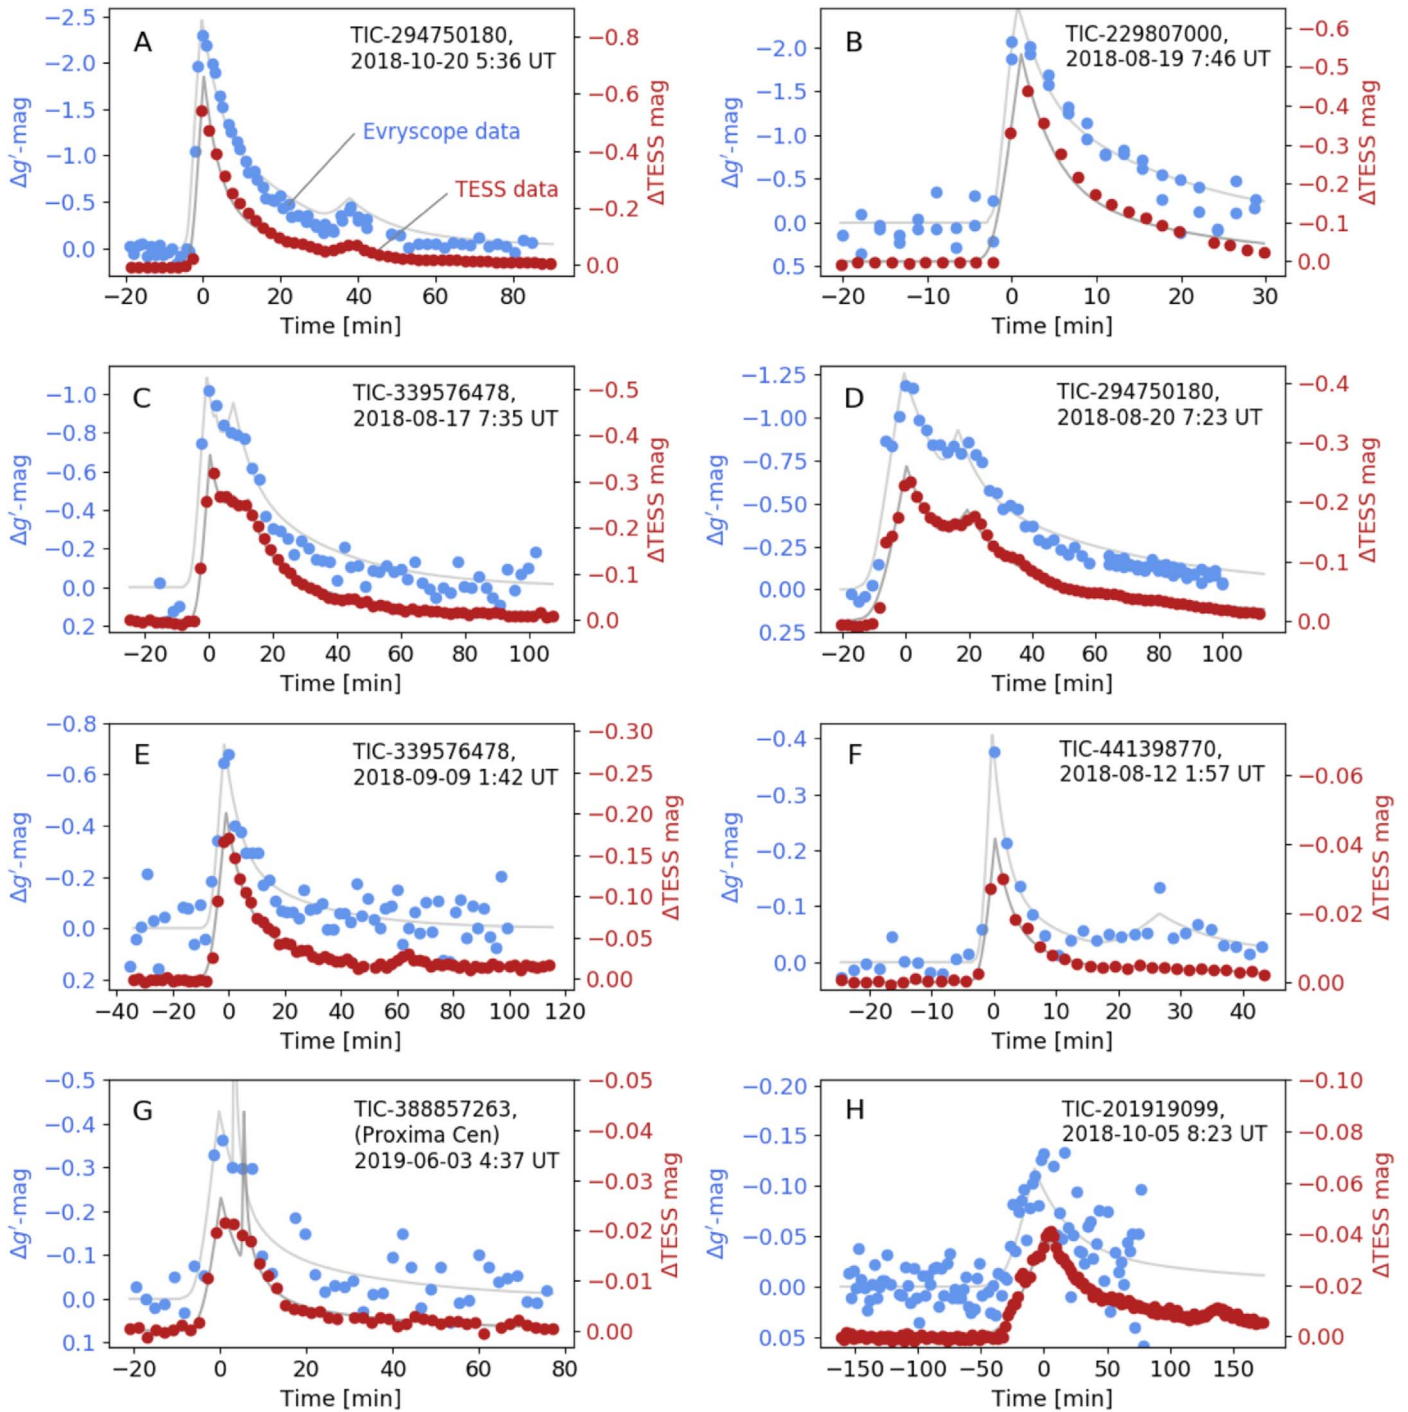 A
TIC-294750180,
2018-10-20 5:36 UT
Evryscope data
TESS data
−2.5
−2.0
−1.5
−1.0
−0.5
0.0
Δg′-mag
−0.8
−0.6
−0.4
−0.2
0.0
ΔTESS mag
−20 0 20 40 60 80
Time [min]
B
TIC-229807000,
2018-08-19 7:46 UT
−2.0
−1.5
−1.0
−0.5
0.0
0.5
Δg′-mag
−0.6
−0.5
−0.4
−0.3
−0.2
−0.1
0.0
ΔTESS mag
−20 −10 0 10 20 30
Time [min]
C
TIC-339576478,
2018-08-17 7:35 UT
−1.0
−0.8
−0.6
−0.4
−0.2
0.0
0.2
Δg′-mag
−0.5
−0.4
−0.3
−0.2
−0.1
0.0
ΔTESS mag
−20 0 20 40 60 80 100
Time [min]
D
TIC-294750180,
2018-08-20 7:23 UT
−1.25
−1.00
−0.75
−0.50
−0.25
0.00
0.25
Δg′-mag
−0.4
−0.3
−0.2
−0.1
0.0
ΔTESS mag
−20 0 20 40 60 80 100
Time [min]
E
TIC-339576478,
2018-09-09 1:42 UT
−0.8
−0.6
−0.4
−0.2
0.0
0.2
Δg′-mag
−0.30
−0.25
−0.20
−0.15
−0.10
−0.05
0.00
ΔTESS mag
−40 −20 0 20 40 60 80 100 120
Time [min]
F
TIC-441398770,
2018-08-12 1:57 UT
−0.4
−0.3
−0.2
−0.1
0.0
Δg′-mag
−0.06
−0.04
−0.02
0.00
ΔTESS mag
−20 −10 0 10 20 30 40
Time [min]
G
TIC-388857263,
(Proxima Cen)
2019-06-03 4:37 UT
−0.5
−0.4
−0.3
−0.2
−0.1
0.0
0.1
Δg′-mag
−0.05
−0.04
−0.03
−0.02
−0.01
0.00
ΔTESS mag
−20 0 20 40 60 80
Time [min]
H
TIC-201919099,
2018-10-05 8:23 UT
−0.20
−0.15
−0.10
−0.05
0.00
0.05
Δg′-mag
−0.10
−0.08
−0.06
−0.04
−0.02
0.00
ΔTESS mag
−150 −100 −50 0 50 100 150
Time [min]